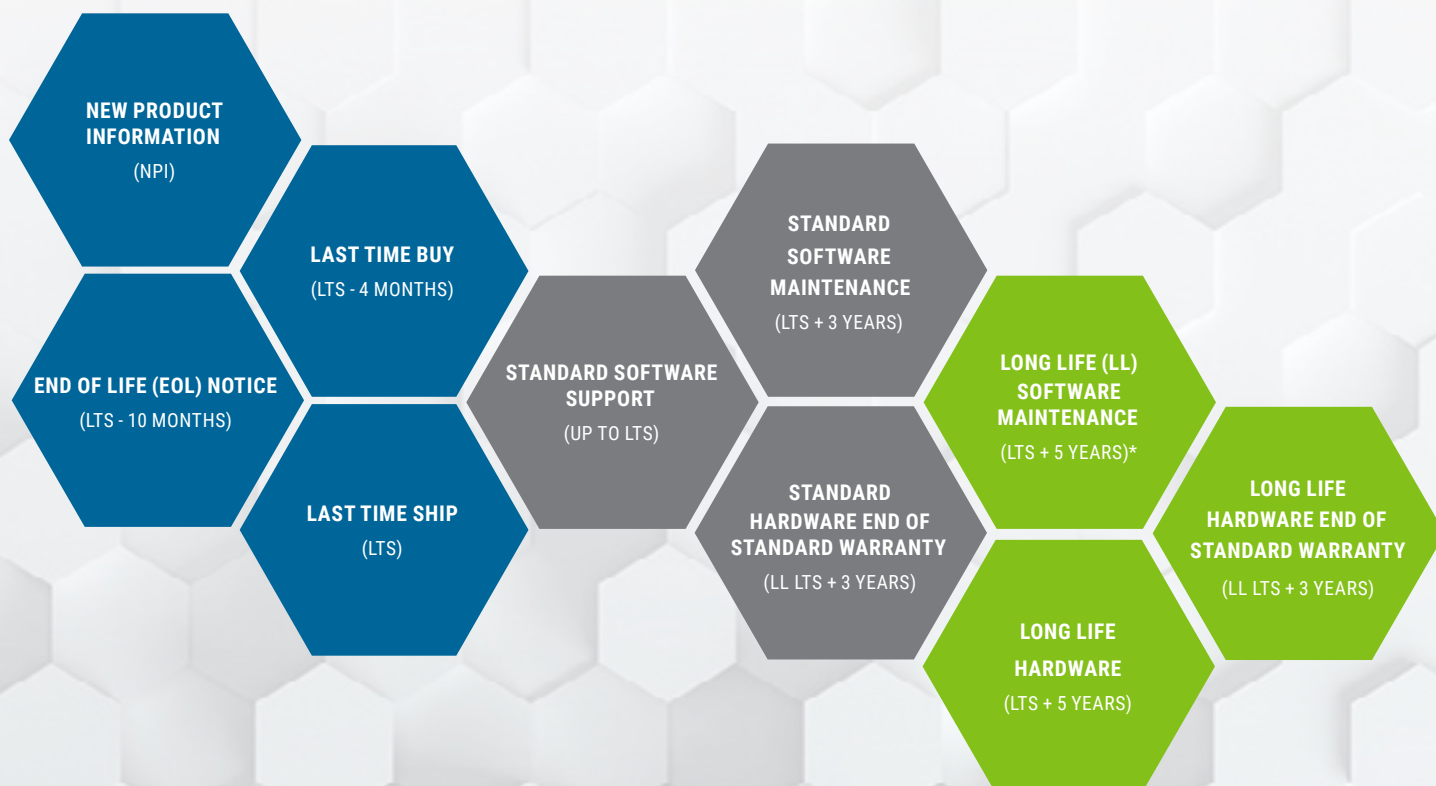 NEW PRODUCT
INFORMATION
(NPI)
END OF LIFE (EOL) NOTICE
(LTS - 10 MONTHS)
LAST TIME BUY
(LTS - 4 MONTHS)
LAST TIME SHIP
(LTS)
STANDARD SOFTWARE
SUPPORT
(UP TO LTS)
STANDARD
SOFTWARE
MAINTENANCE
(LTS + 3 YEARS)
STANDARD
HARDWARE END OF
STANDARD WARRANTY
(LL LTS + 3 YEARS)
LONG LIFE (LL)
SOFTWARE
MAINTENANCE
(LTS + 5 YEARS)*
LONG LIFE
HARDWARE
(LTS + 5 YEARS)
LONG LIFE
HARDWARE END OF
STANDARD WARRANTY
(LL LTS + 3 YEARS)